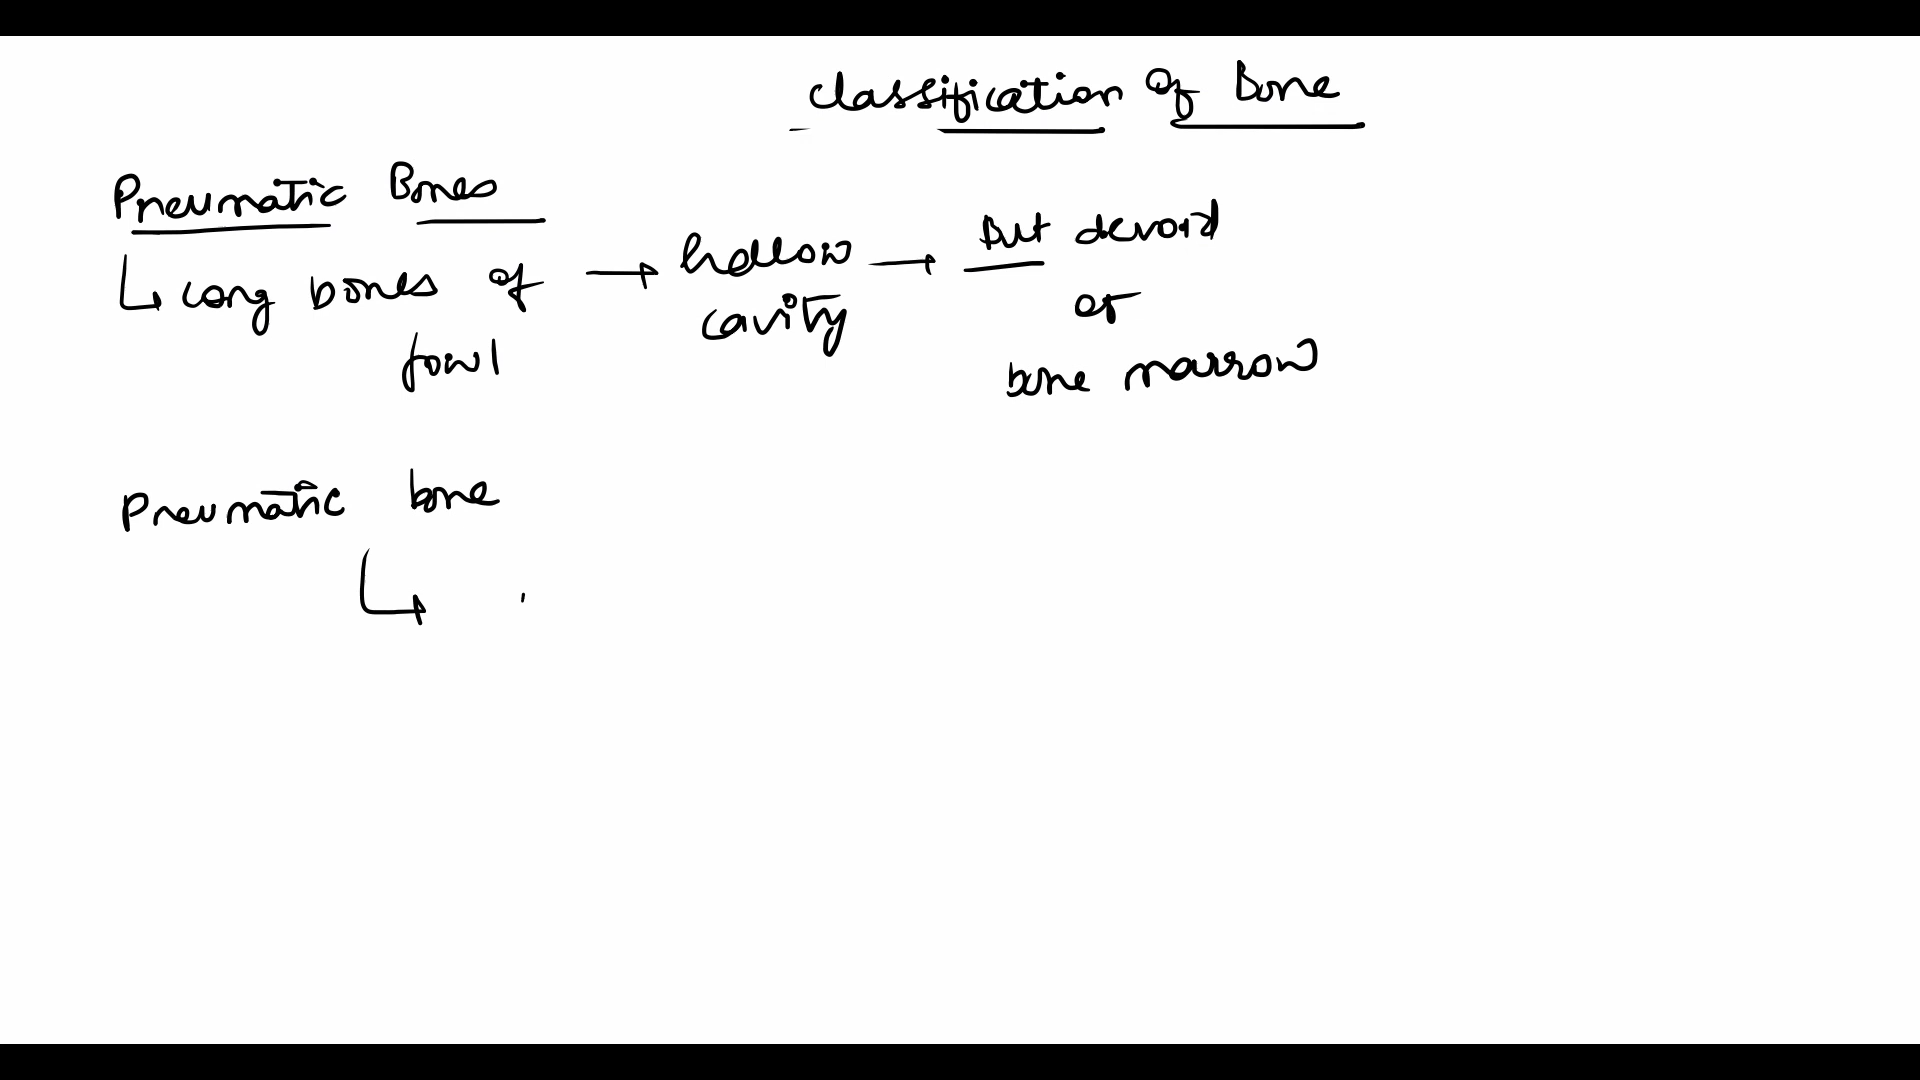 Classification of Bone
Pneumatic Bones
↳ Long bones of fowl → hollow cavity → But devoid of bone marrow
Pneumatic bone
↳